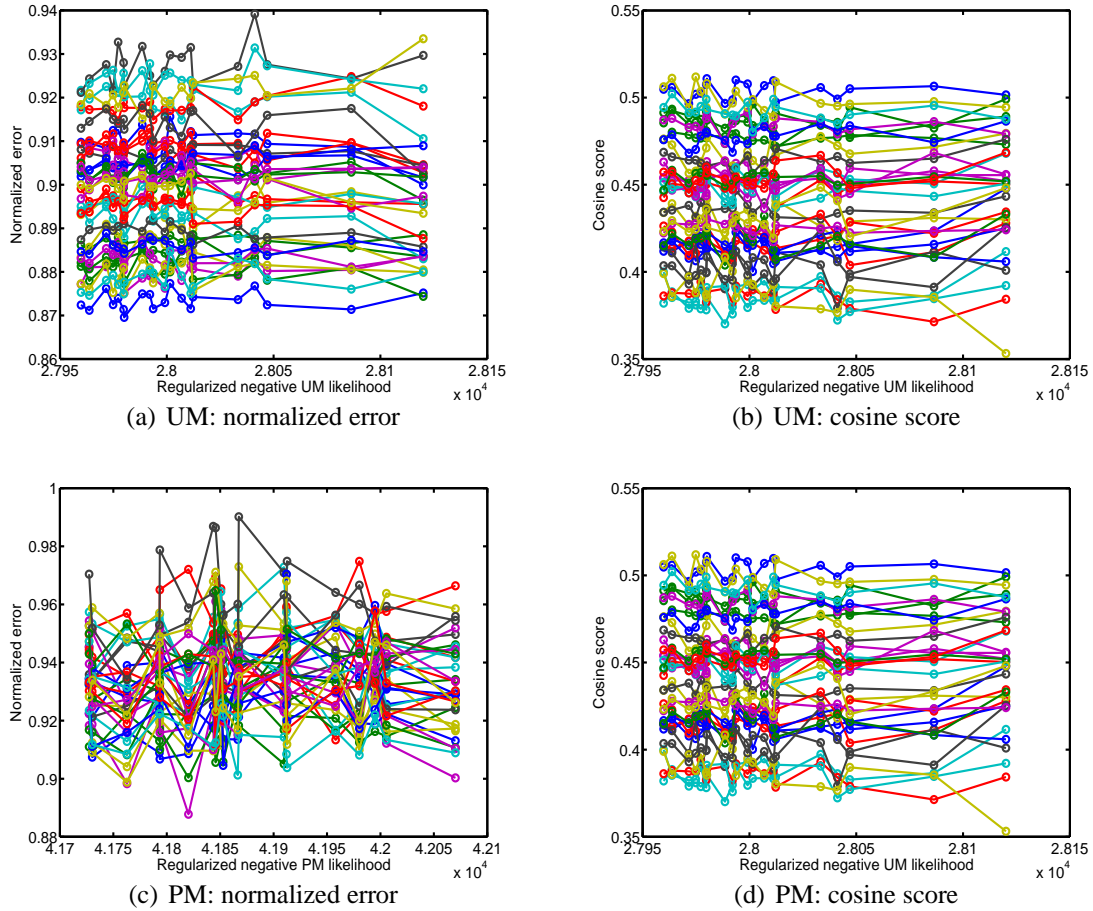 0.94
0.93
0.92
0.91
0.9
0.89
0.88
0.87
0.86
Normalized error
2.795 2.8 2.805 2.81 2.815
Regularized negative UM likelihood
x 10^4
(a) UM: normalized error
0.55
0.5
0.45
0.4
0.35
Cosine score
2.795 2.8 2.805 2.81 2.815
Regularized negative UM likelihood
x 10^4
(b) UM: cosine score
1
0.98
0.96
0.94
0.92
0.9
0.88
Normalized error
4.17 4.175 4.18 4.185 4.19 4.195 4.2 4.205 4.21
Regularized negative PM likelihood
x 10^4
(c) PM: normalized error
0.55
0.5
0.45
0.4
0.35
Cosine score
2.795 2.8 2.805 2.81 2.815
Regularized negative UM likelihood
x 10^4
(d) PM: cosine score